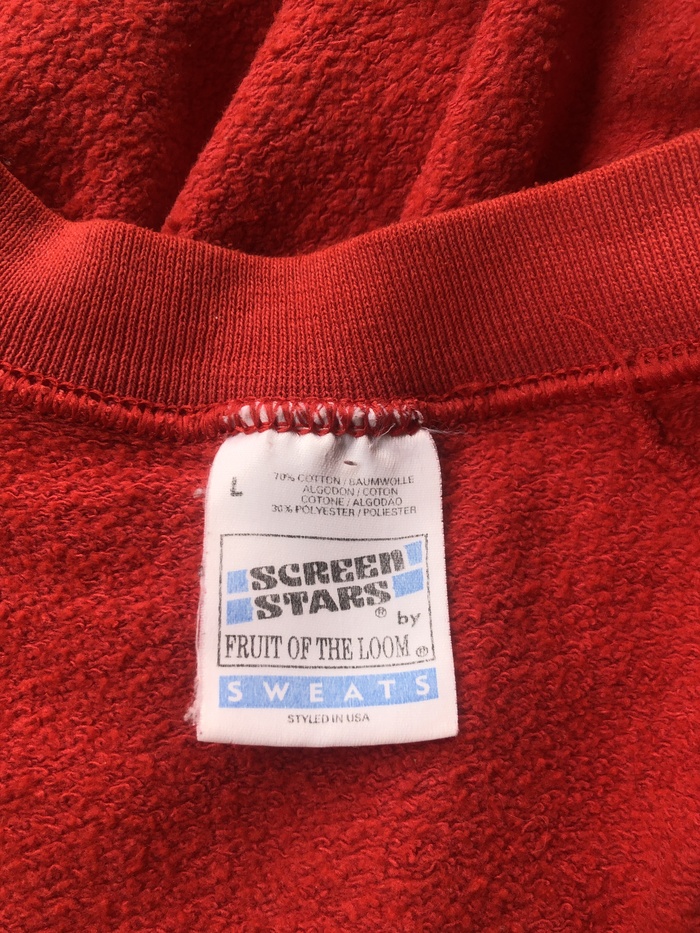 L
70% COTTON / BAUMWOLLE
ALGODON / COTON
COTONE / ALGODAO
30% POLYESTER / POLIESTER
SCREEN
STARS ®
by
FRUIT OF THE LOOM ®
SWEATS
STYLED IN USA